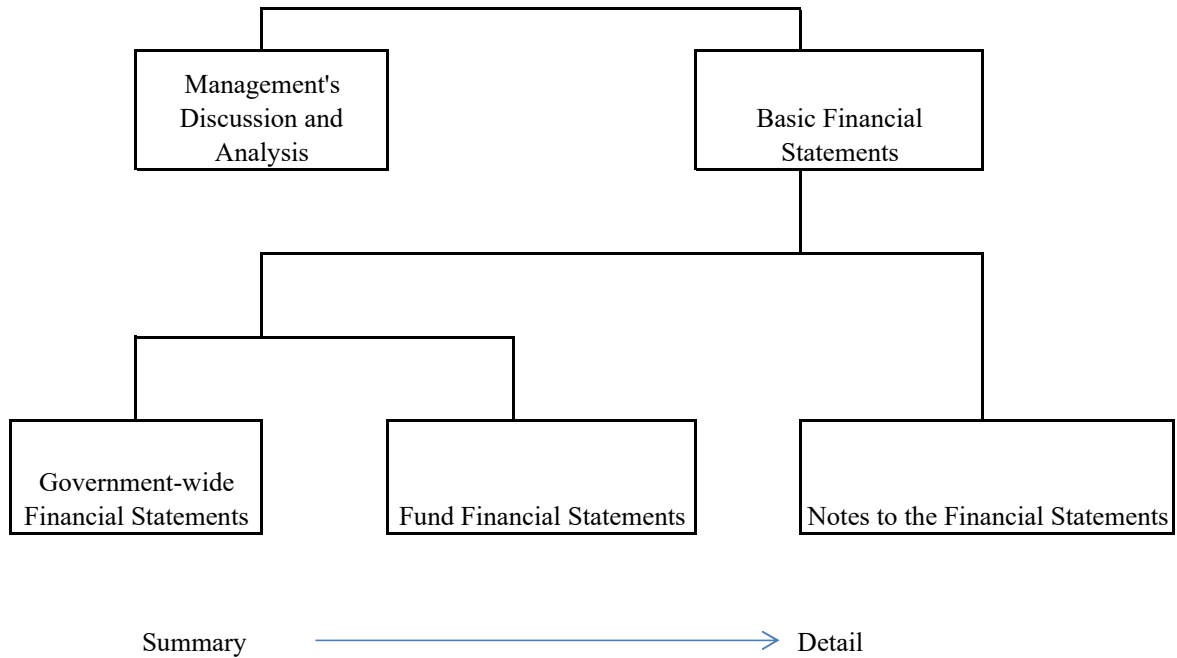 Management's
Discussion and
Analysis
Basic Financial
Statements
Government-wide
Financial Statements
Fund Financial Statements
Notes to the Financial Statements
Summary
Detail